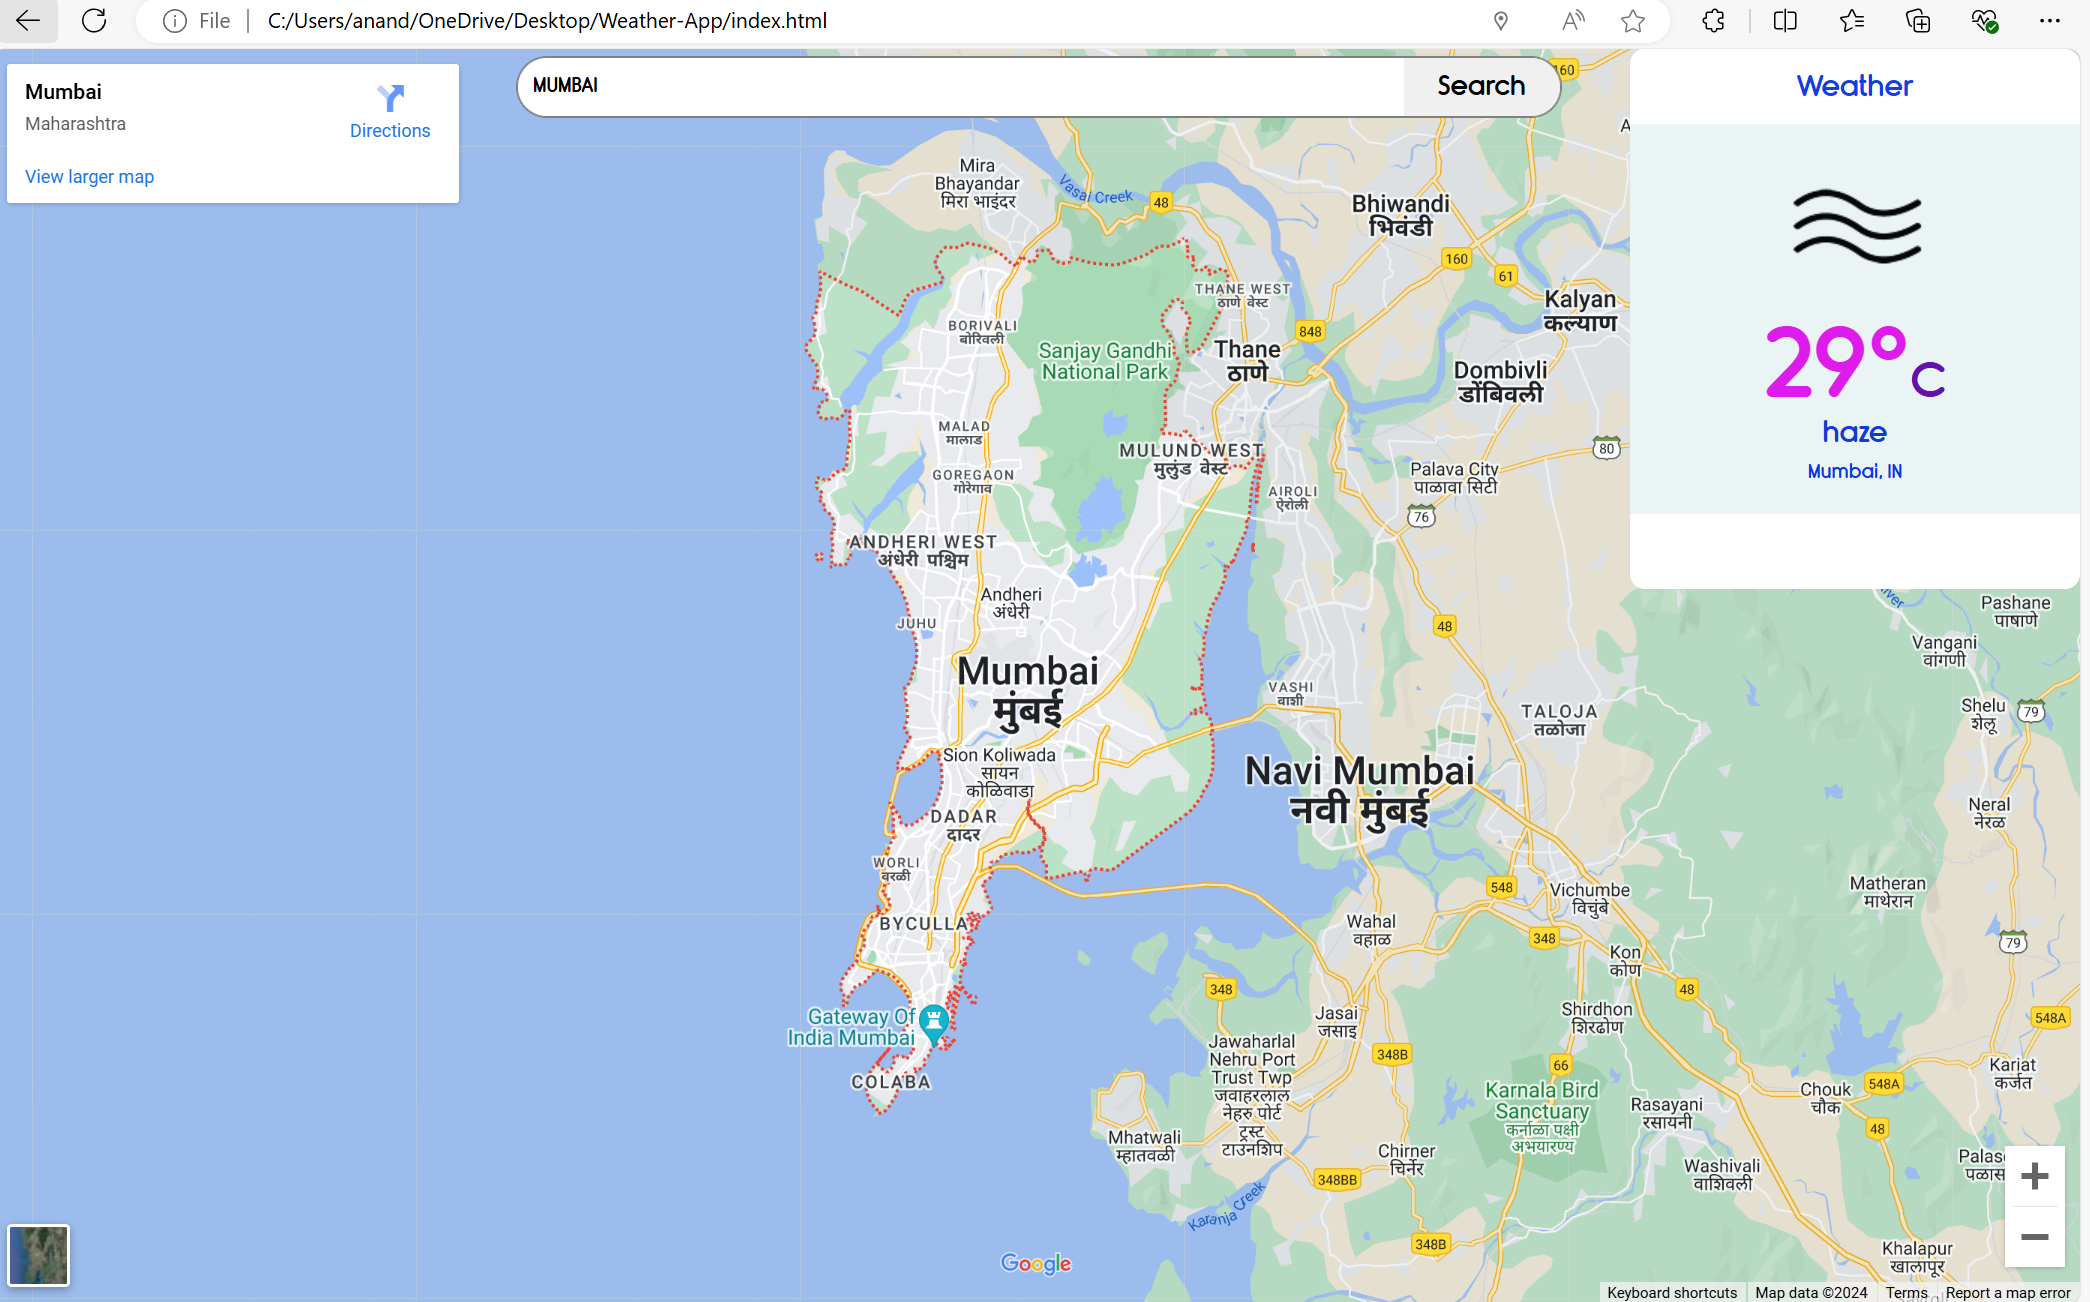 File
C:/Users/anand/OneDrive/Desktop/Weather-App/index.html
Mumbai
Maharashtra
Directions
View larger map
MUMBAI
Search
160
Weather
29°C
haze
Mumbai, IN
A
Mira
Bhayandar
मिरा भाइंदर
Vasai Creek
48
Bhiwandi
भिवंडी
160
61
THANE WEST
ठाणे वेस्ट
Kalyan
कल्याण
BORIVALI
बोरिवली
848
Sanjay Gandhi
National Park
Thane
ठाणे
Dombivli
डोंबिवली
MALAD
मालाड
80
MULUND WEST
मुलुंड वेस्ट
GOREGAON
गोरेगाव
Palava City
पाळावा सिटी
AIROLI
ऐरोली
76
ANDHERI WEST
अंधेरी पश्चिम
Andheri
अंधेरी
JUHU
48
Pashane
पाषाणे
Vangani
वांगणी
Mumbai
मुंबई
VASHI
वाशी
TALOJA
तळोजा
Shelu
शेलू
79
Sion Koliwada
सायन
कोळिवाडा
Navi Mumbai
नवी मुंबई
DADAR
दादर
Neral
नेरळ
WORLI
वरळी
548
Vichumbe
विचुंबे
Matheran
माथेरान
BYCULLA
Wahal
वहाळ
348
79
Kon
कोण
348
48
Gateway Of
India Mumbai
Jasai
जसाइ
Shirdhon
शिरढोण
548A
Jawaharlal
Nehru Port
Trust Twp
जवाहरलाल
नेहरु पोर्ट
ट्रस्ट
टाउनशिप
348B
66
Kariat
कर्जत
COLABA
Karnala Bird
Sanctuary
कर्नाळा पक्षी
अभयारण्य
Chouk
चौक
548A
Rasayani
रसायनी
48
Mhatwali
म्हातवळी
Chirner
चिर्नेर
Washivali
वाशिवली
Palas
पळास
348BB
Karanja Creek
348B
Khalapur
खालापूर
Google
Keyboard shortcuts
Map data ©2024
Terms
Report a map error